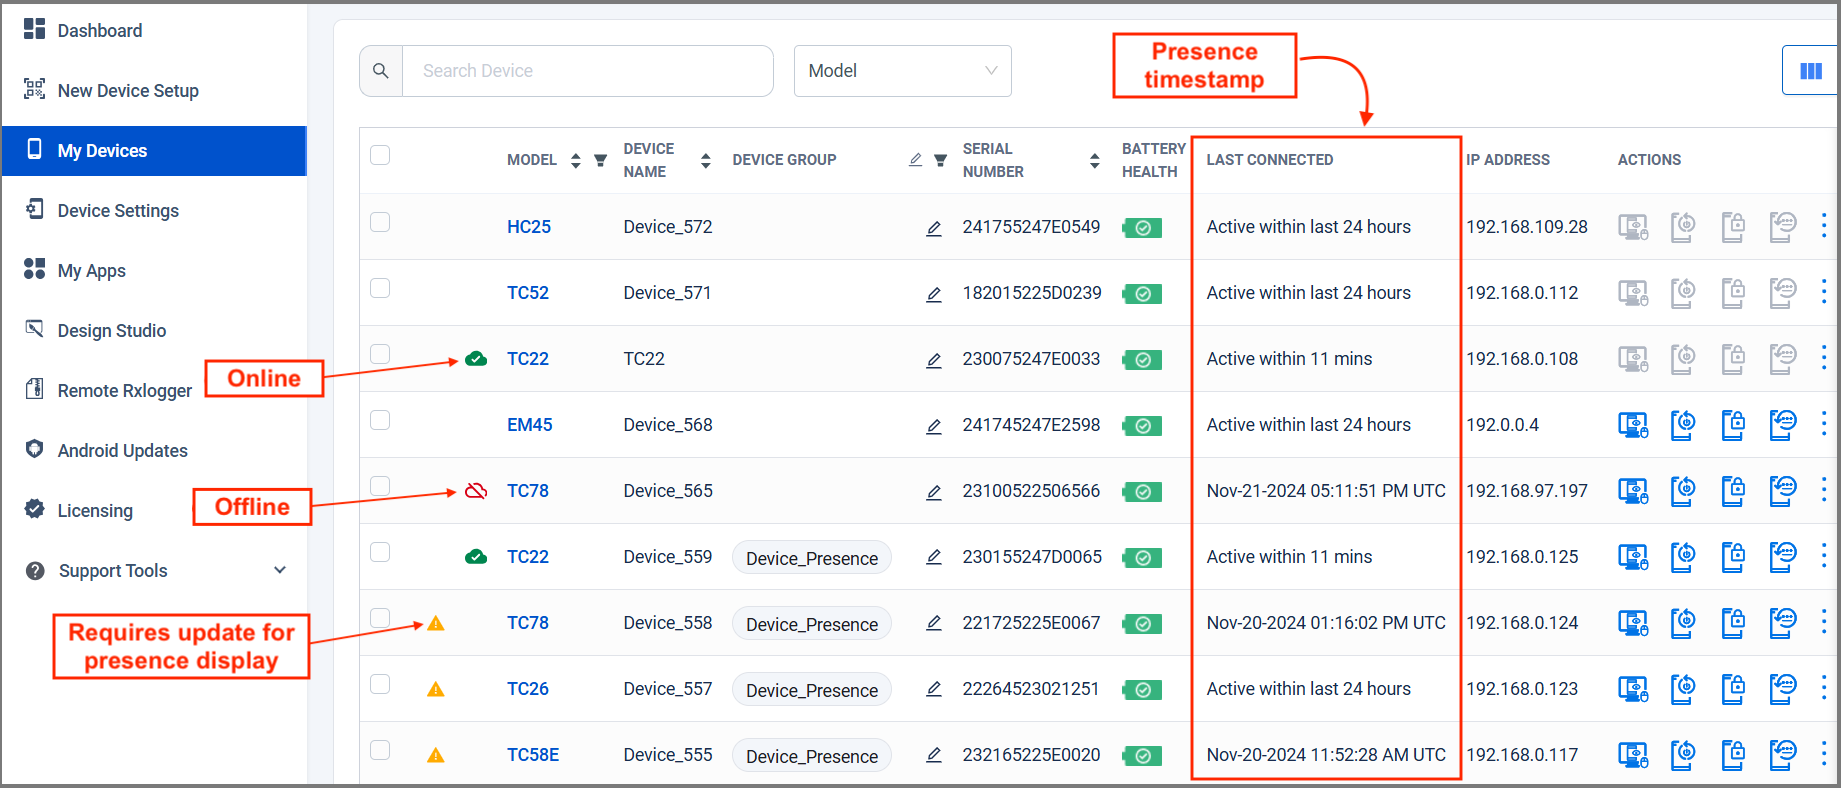 Dashboard
New Device Setup
My Devices
Device Settings
My Apps
Design Studio
Remote Rxlogger
Android Updates
Licensing
Support Tools
Online
Offline
Requires update for
presence display
Search Device
Model
Presence
timestamp
MODEL DEVICE NAME DEVICE GROUP SERIAL NUMBER BATTERY HEALTH LAST CONNECTED IP ADDRESS ACTIONS
HC25 Device_572 241755247E0549 Active within last 24 hours 192.168.109.28
TC52 Device_571 182015225D0239 Active within last 24 hours 192.168.0.112
TC22 TC22 230075247E0033 Active within 11 mins 192.168.0.108
EM45 Device_568 241745247E2598 Active within last 24 hours 192.0.0.4
TC78 Device_565 23100522506566 Nov-21-2024 05:11:51 PM UTC 192.168.97.197
TC22 Device_559 Device_Presence 230155247D0065 Active within 11 mins 192.168.0.125
TC78 Device_558 Device_Presence 221725225E0067 Nov-20-2024 01:16:02 PM UTC 192.168.0.124
TC26 Device_557 Device_Presence 22264523021251 Active within last 24 hours 192.168.0.123
TC58E Device_555 Device_Presence 232165225E0020 Nov-20-2024 11:52:28 AM UTC 192.168.0.117